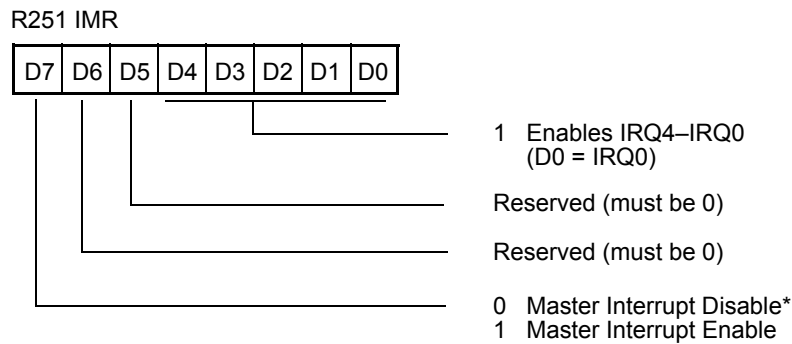 R251 IMR
D7 D6 D5 D4 D3 D2 D1 D0
1 Enables IRQ4–IRQ0
(D0 = IRQ0)
Reserved (must be 0)
Reserved (must be 0)
0 Master Interrupt Disable*
1 Master Interrupt Enable